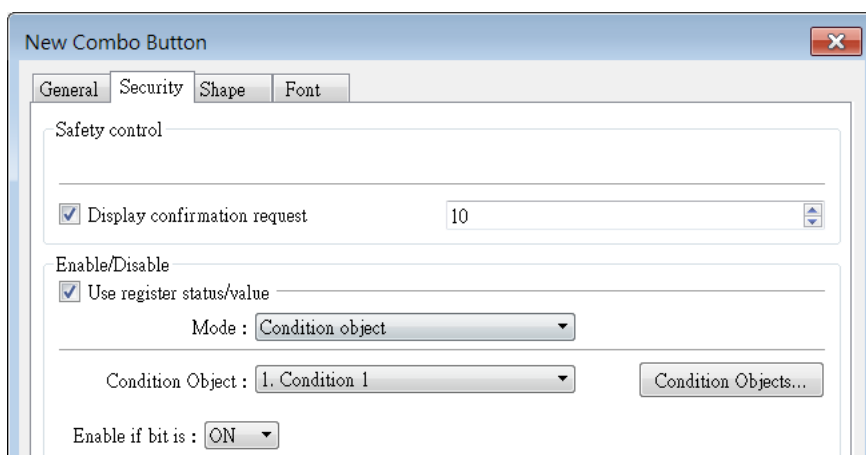 New Combo Button
General Security Shape Font
Safety control
Display confirmation request 10
Enable/Disable
Use register status/value
Mode : Condition object
Condition Object : 1. Condition 1 Condition Objects...
Enable if bit is : ON